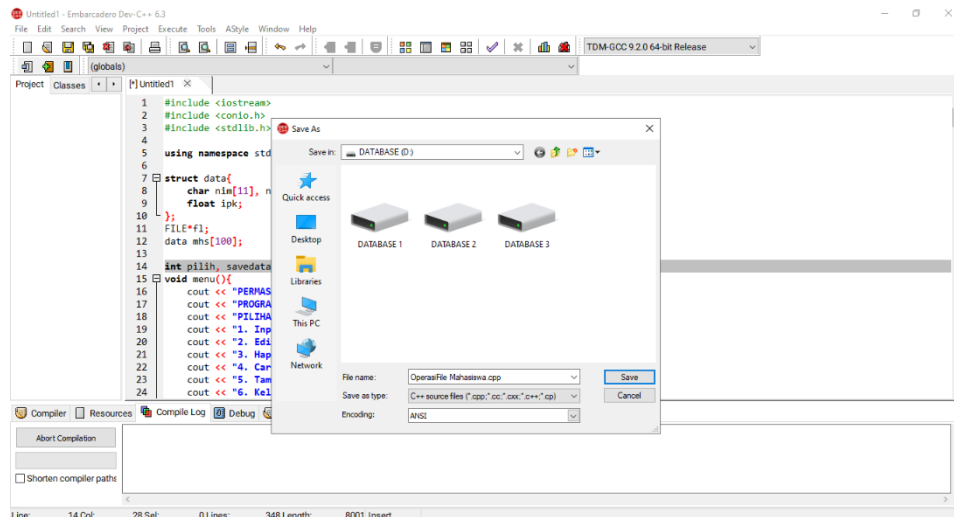 Untitled1 - Embarcadero Dev-C++ 6.3
File Edit Search View Project Execute Tools AStyle Window Help
TDM-GCC 9.2.0 64-bit Release
(globals)
Project Classes [*] Untitled1
1 #include <iostream>
2 #include <conio.h>
3 #include <stdlib.h>
4
5 using namespace std
6
7 struct data{
8 char nim[11], n
9 float ipk;
10 };
11 FILE*fl;
12 data mhs[100];
13
14 int pilih, savedata
15 void menu(){
16 cout << "PERMAS
17 cout << "PROGRA
18 cout << "PILIHA
19 cout << "1. Inp
20 cout << "2. Edi
21 cout << "3. Hap
22 cout << "4. Car
23 cout << "5. Tam
24 cout << "6. Kel
Save As
Save in: DATABASE (D:)
Quick access
Desktop
Libraries
This PC
Network
DATABASE 1 DATABASE 2 DATABASE 3
File name: OperasiFile Mahasiswa.cpp Save
Save as type: C++ source files (*.cpp;*.cc;*.cxx;*.c++;*.cp) Cancel
Encoding: ANSI
Compiler Resources Compile Log Debug
Abort Compilation
Shorten compiler paths
Line: 14 Col: 28 Sel: 0 Lines: 348 Length: 8001 Insert